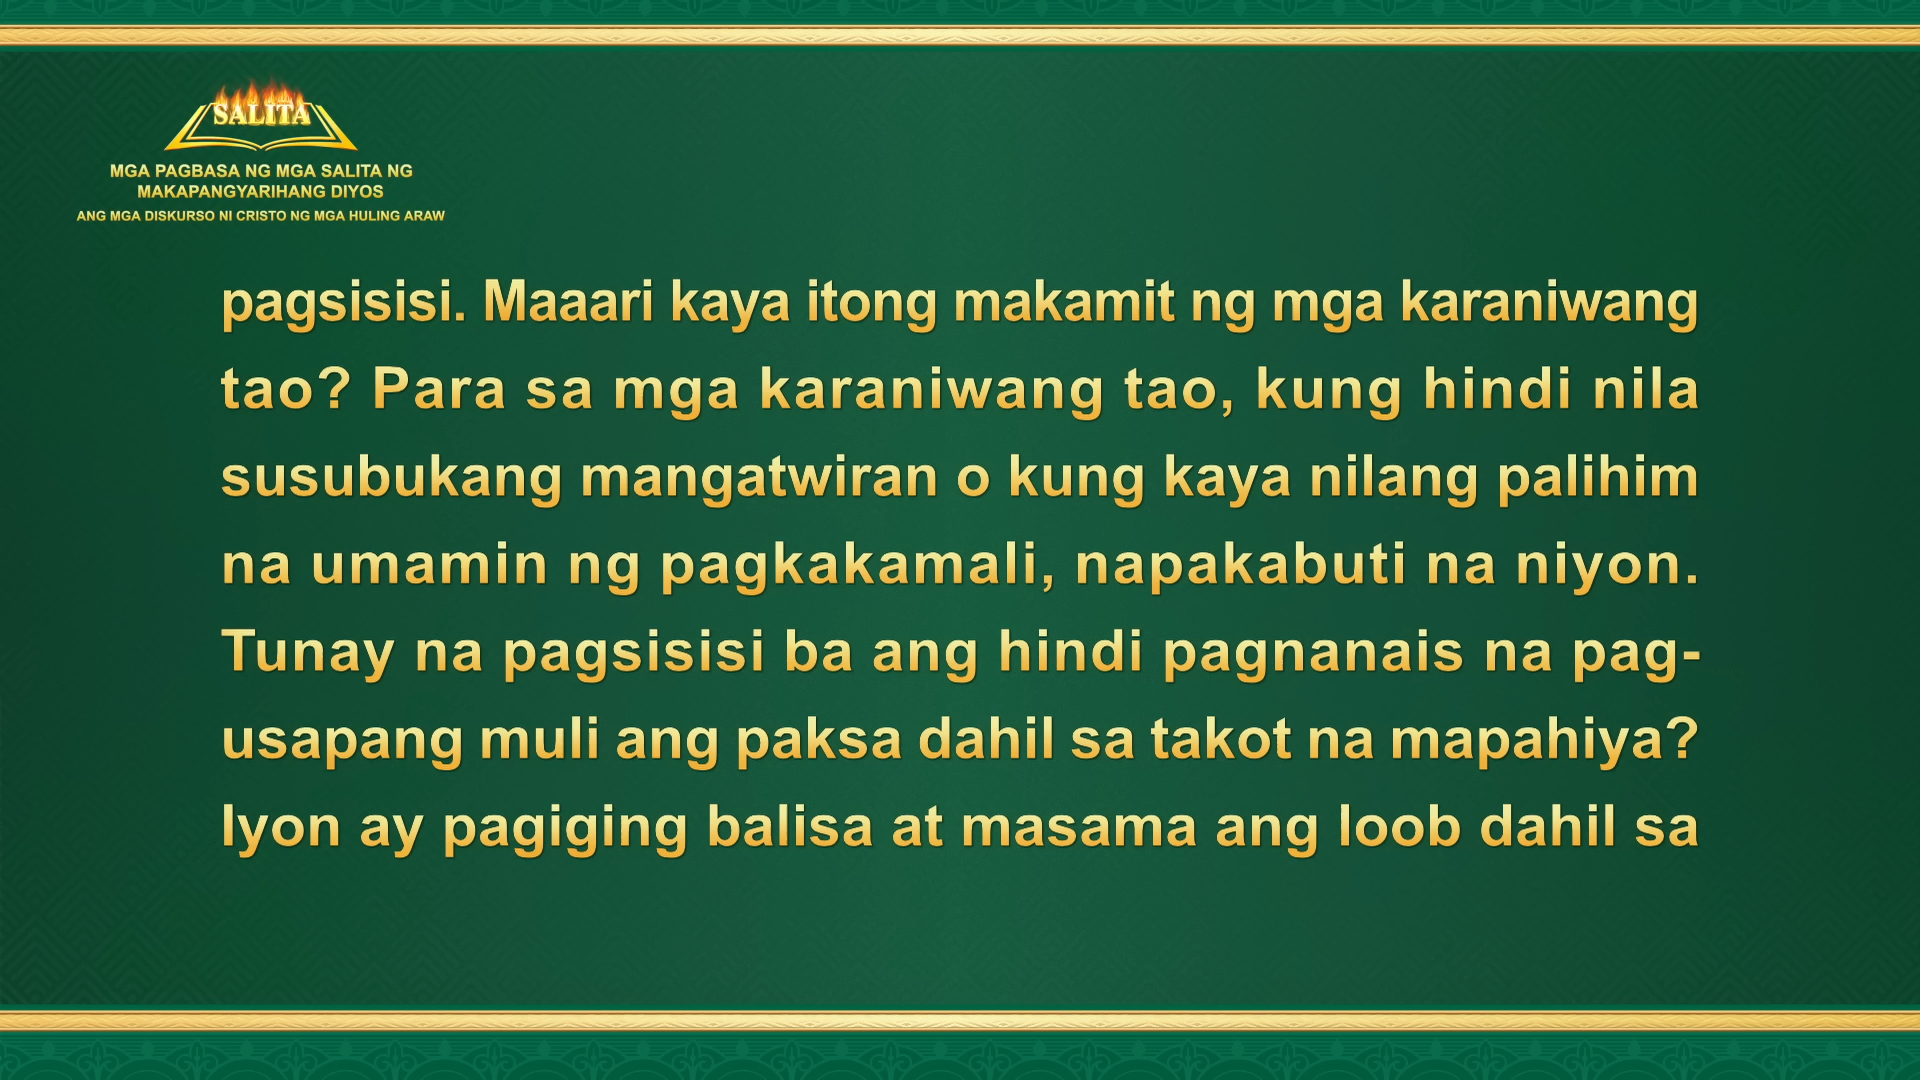 SALITA
MGA PAGBASA NG MGA SALITA NG
MAKAPANGYARIHANG DIYOS
ANG MGA DISKURSO NI CRISTO NG MGA HULING ARAW
pagsisisi. Maaari kaya itong makamit ng mga karaniwang
tao? Para sa mga karaniwang tao, kung hindi nila
susubukang mangatwiran o kung kaya nilang palihim
na umamin ng pagkakamali, napakabuti na niyon.
Tunay na pagsisisi ba ang hindi pagnanais na pag-
usapang muli ang paksa dahil sa takot na mapahiya?
Iyon ay pagiging balisa at masama ang loob dahil sa